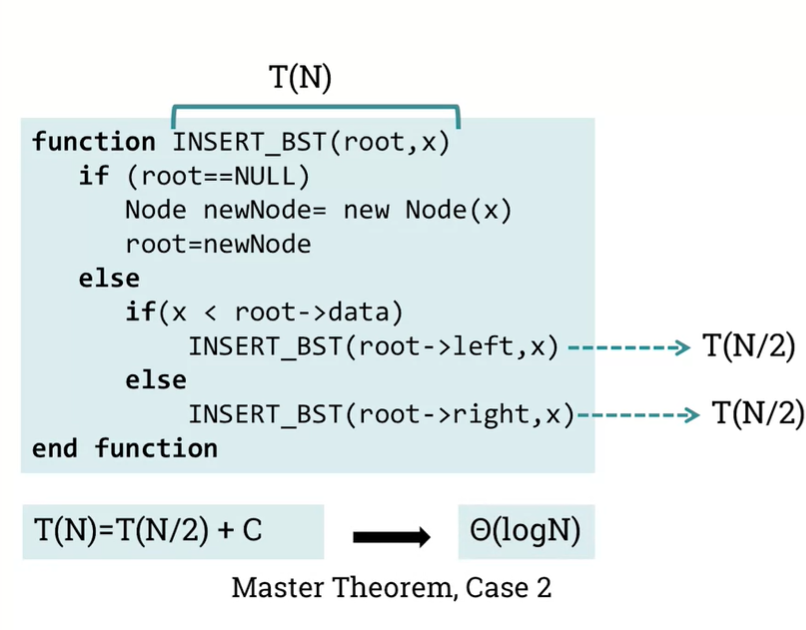 T(N)
function INSERT_BST(root,x)
if (root==NULL)
Node newNode= new Node(x)
root=newNode
else
if(x < root->data)
INSERT_BST(root->left,x) T(N/2)
else
INSERT_BST(root->right,x) T(N/2)
end function
T(N)=T(N/2) + C Θ(logN)
Master Theorem, Case 2